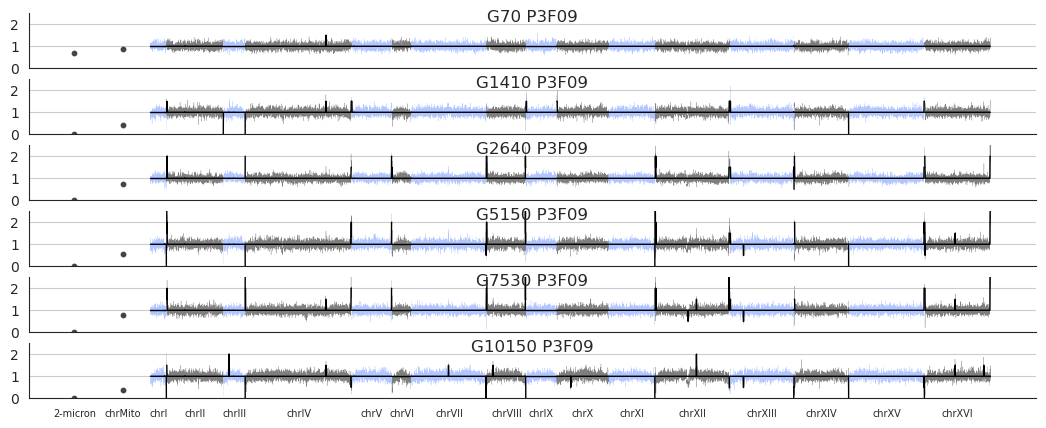 G70 P3F09
2
1
0
G1410 P3F09
2
1
0
G2640 P3F09
2
1
0
G5150 P3F09
2
1
0
G7530 P3F09
2
1
0
G10150 P3F09
2
1
0
2-micron chrMito chrI chrII chrIII chrIV chrV chrVI chrVII chrVIII chrIX chrX chrXI chrXII chrXIII chrXIV chrXV chrXVI